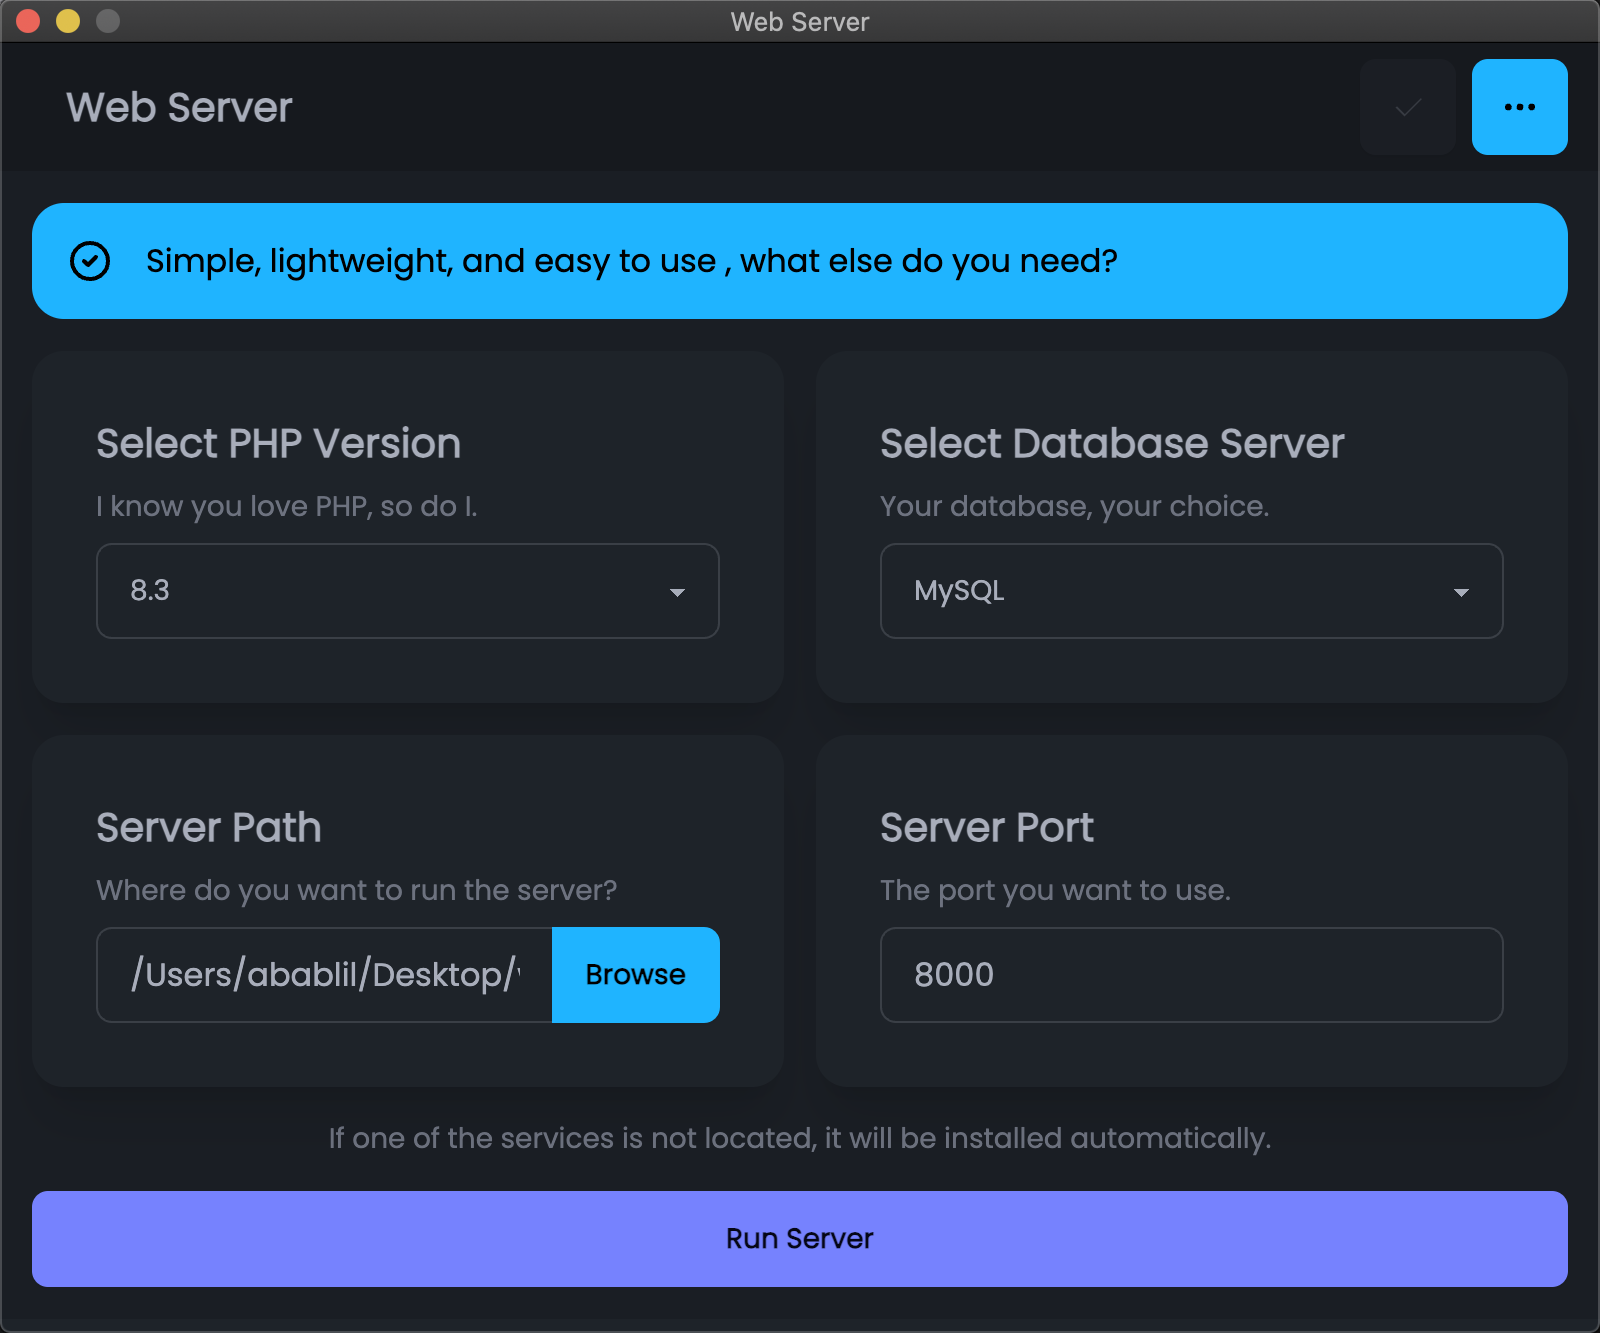 Web Server
Web Server
Simple, lightweight, and easy to use , what else do you need?
Select PHP Version
I know you love PHP, so do I.
8.3
Select Database Server
Your database, your choice.
MySQL
Server Path
Where do you want to run the server?
/Users/abablil/Desktop/
Browse
Server Port
The port you want to use.
8000
If one of the services is not located, it will be installed automatically.
Run Server